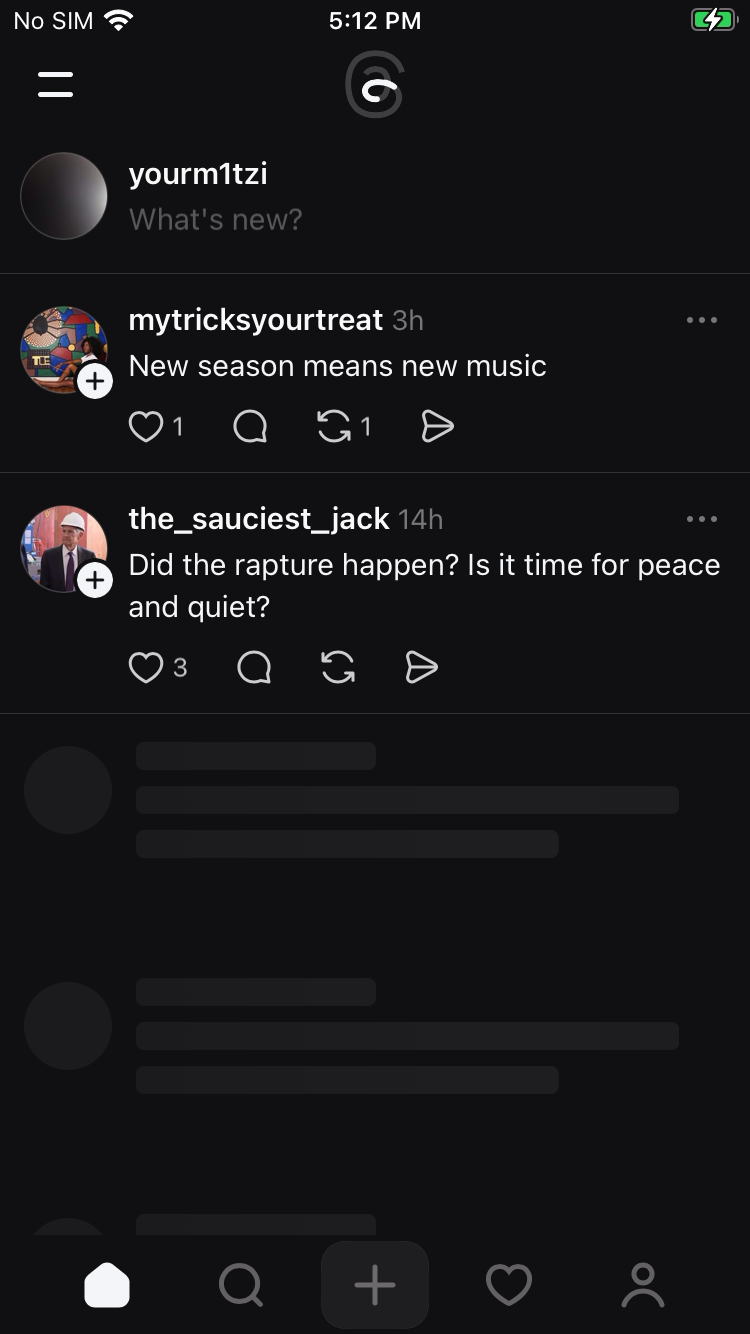 No SIM 5:12 PM
yourm1tzi
What's new?
mytricksyourtreat 3h
New season means new music
1 1
the_sauciest_jack 14h
Did the rapture happen? Is it time for peace
and quiet?
3